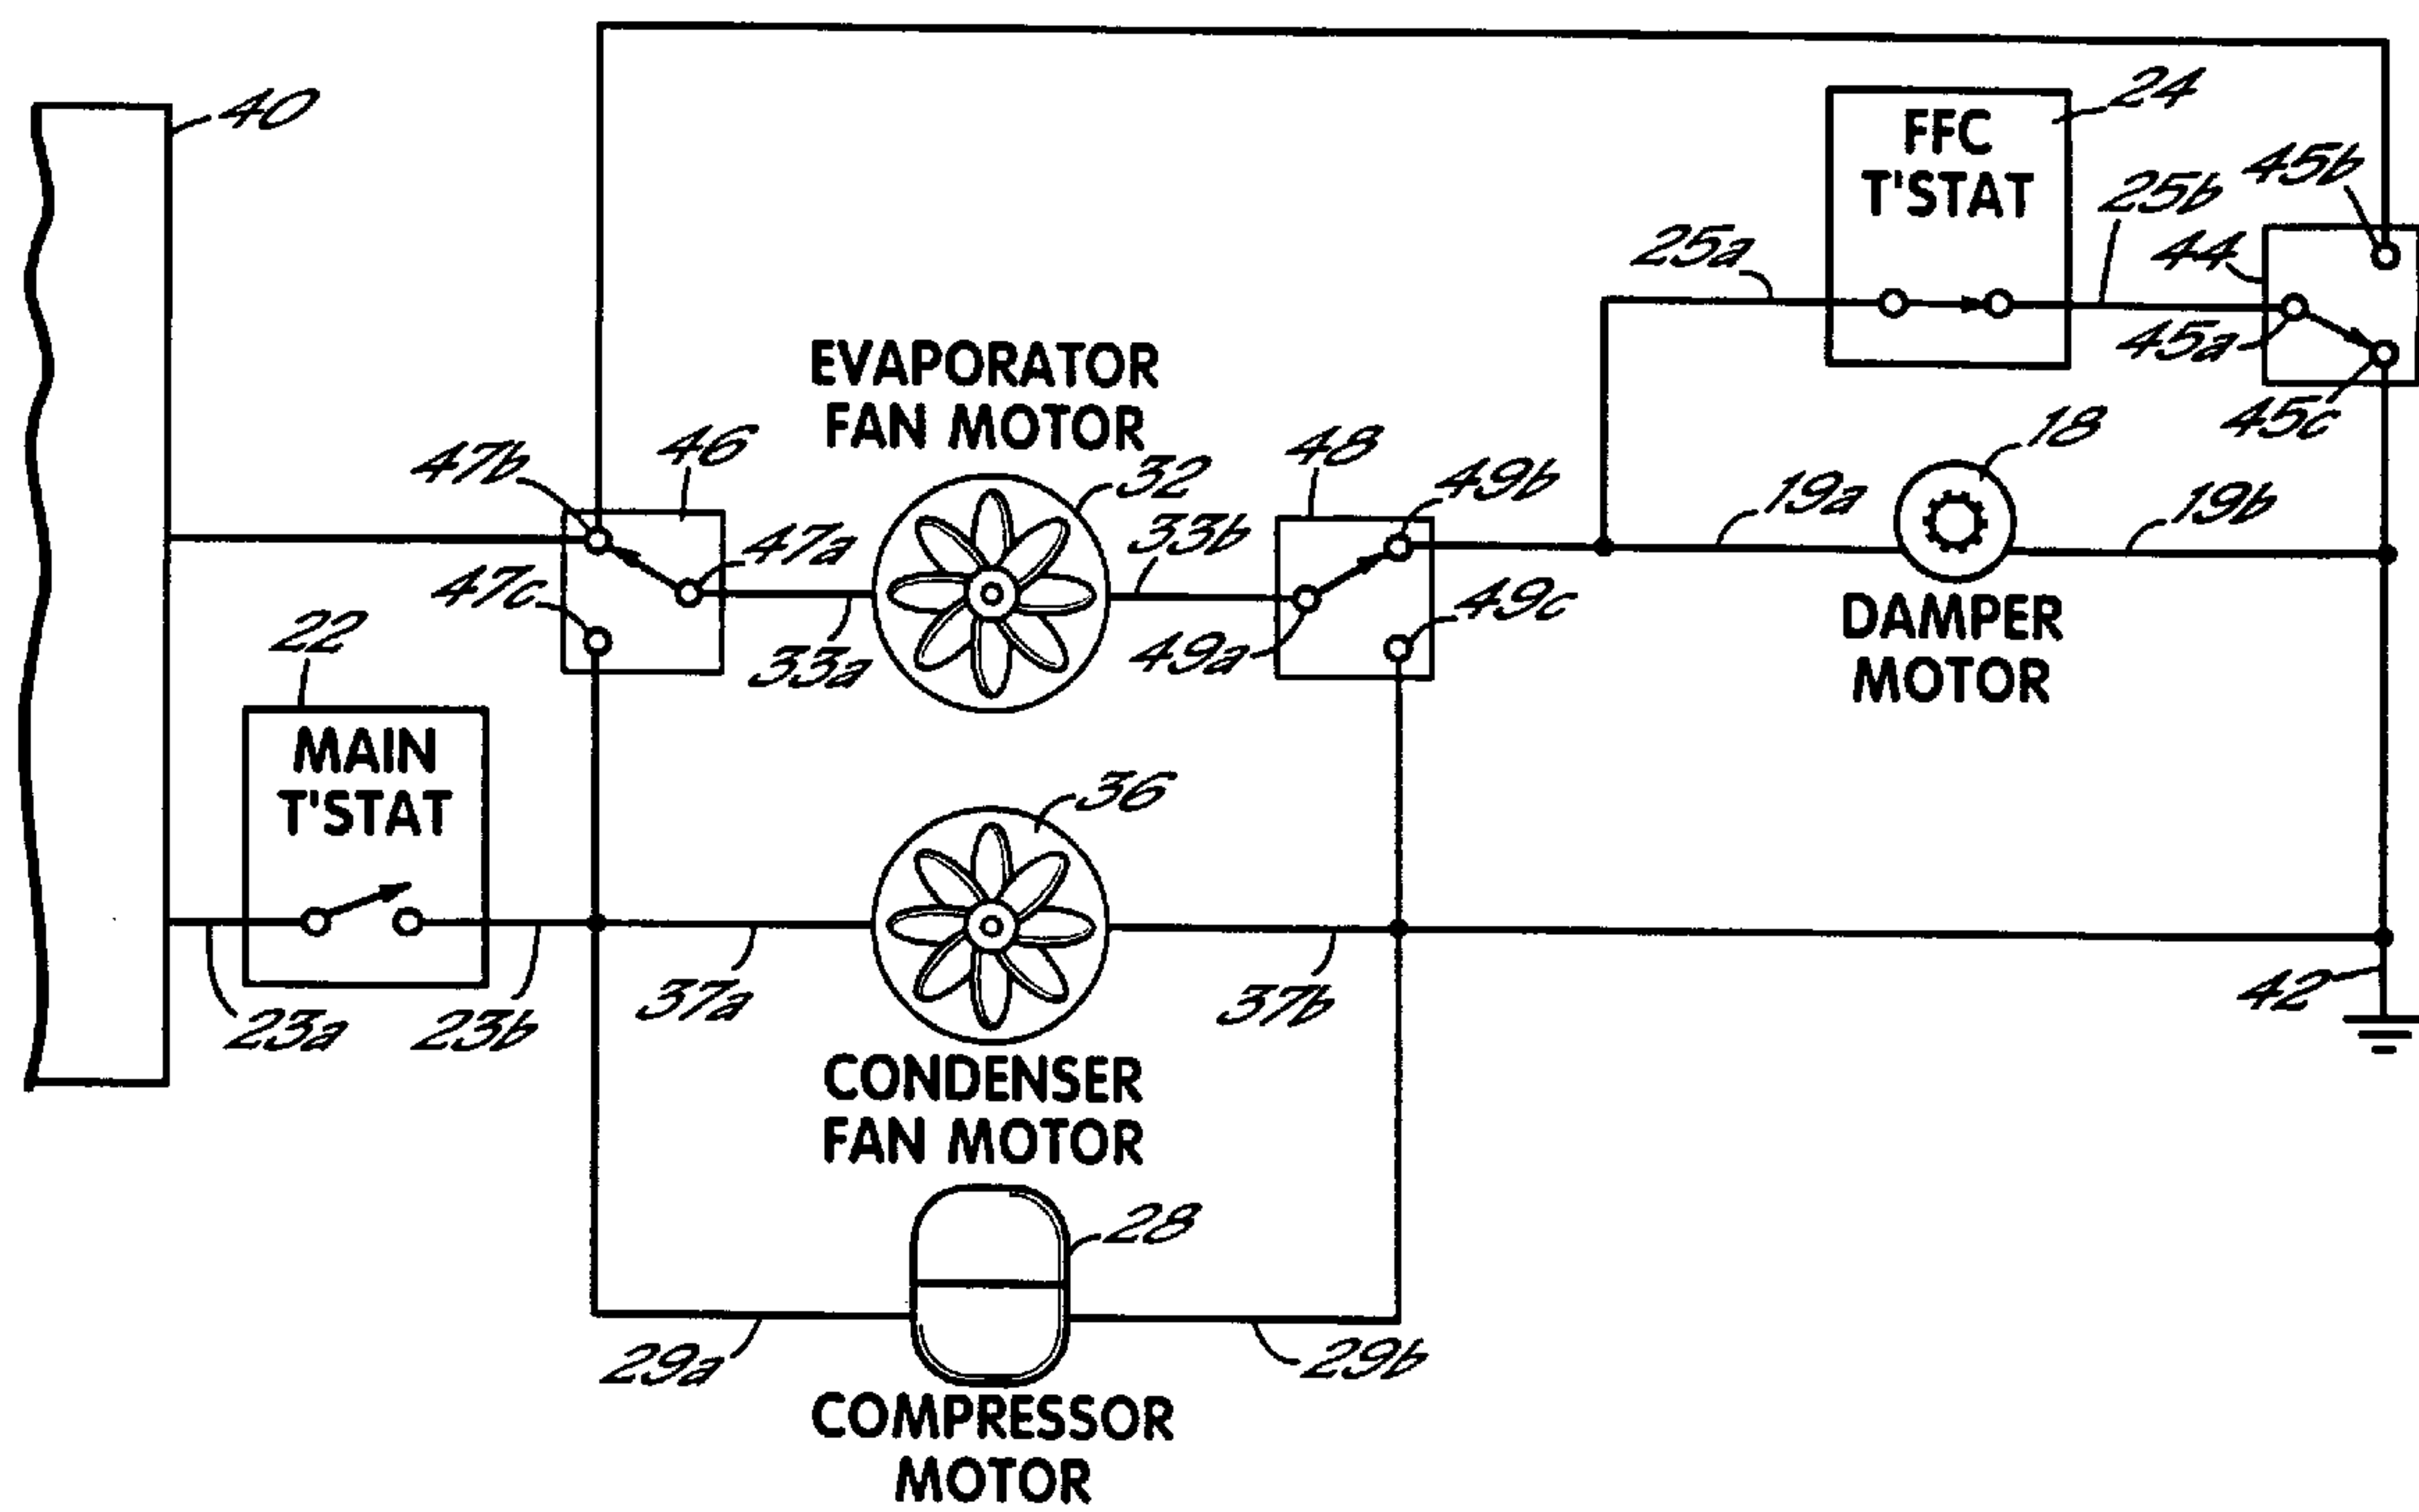 40
24
FFC
T'STAT
45b
25b
25a
44
45a
EVAPORATOR
FAN MOTOR
45c
18
47b
46
48
49b
32
19a
19b
33b
47a
47c
49c
DAMPER
MOTOR
22
33a
49a
MAIN
T'STAT
36
23a
23b
37a
37b
42
CONDENSER
FAN MOTOR
28
29a
29b
COMPRESSOR
MOTOR